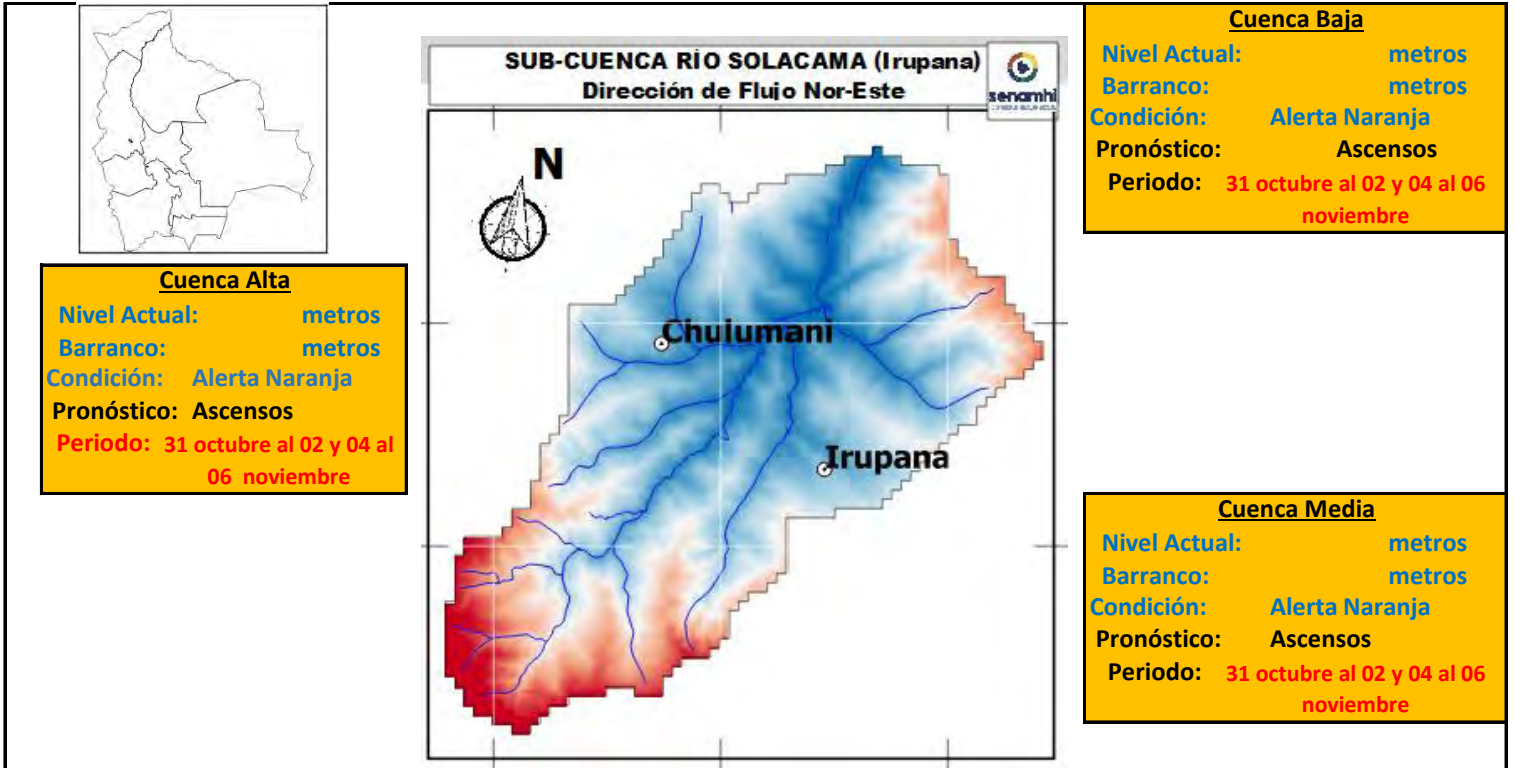 SUB-CUENCA RÍO SOLACAMA (Irupana)
Dirección de Flujo Nor-Este
senamhi
N
Chulumani
Irupana
Cuenca Alta
Nivel Actual: metros
Barranco: metros
Condición: Alerta Naranja
Pronóstico: Ascensos
Periodo: 31 octubre al 02 y 04 al
06 noviembre
Cuenca Baja
Nivel Actual: metros
Barranco: metros
Condición: Alerta Naranja
Pronóstico: Ascensos
Periodo: 31 octubre al 02 y 04 al 06
noviembre
Cuenca Media
Nivel Actual: metros
Barranco: metros
Condición: Alerta Naranja
Pronóstico: Ascensos
Periodo: 31 octubre al 02 y 04 al 06
noviembre